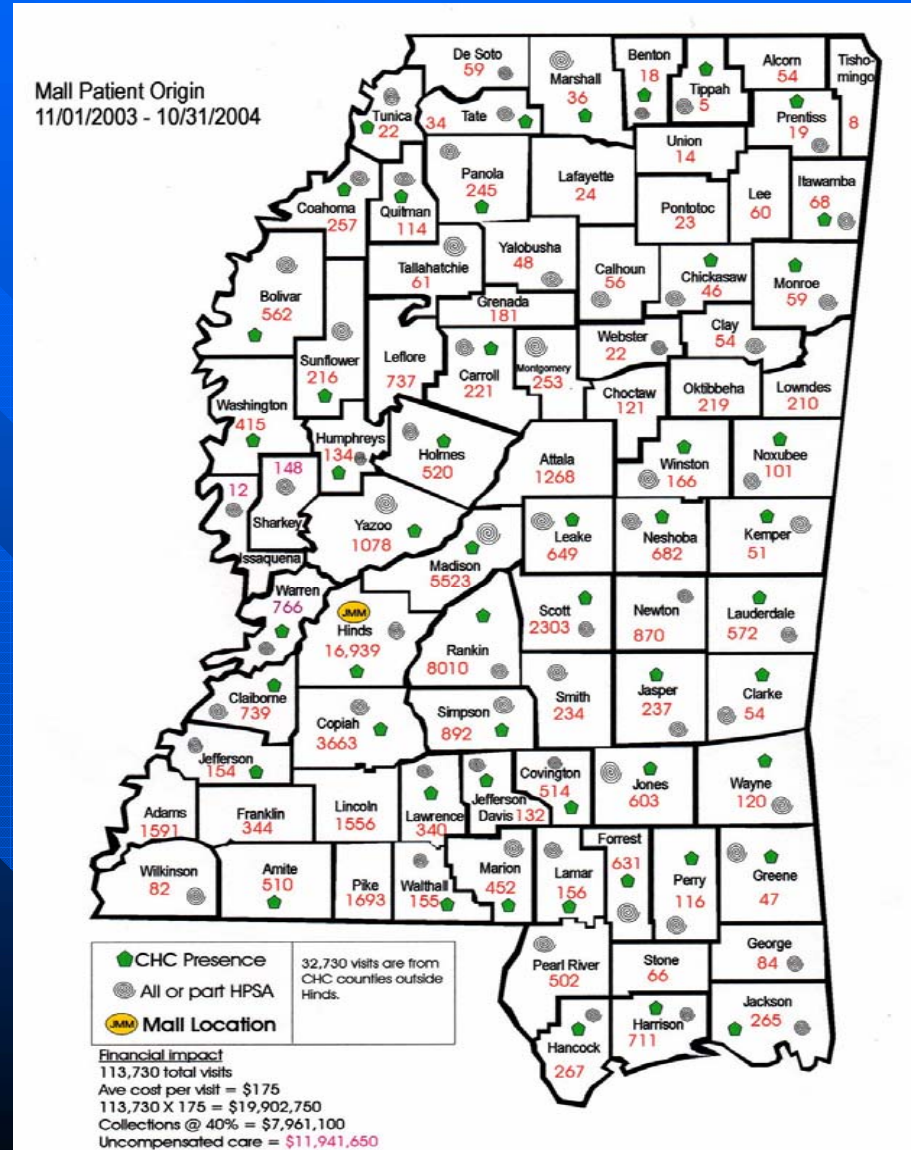 Mall Patient Origin
11/01/2003 - 10/31/2004
De Soto
59
Marshall
36
Benton
18
Tippah
5
Alcorn
54
Tisho-
mingo
8
Prentiss
19
Tunica
22
34 Tate
Panola
245
Lafayette
24
Union
14
Pontotoc
23
Lee
60
Itawamba
68
Coahoma
257
Quitman
114
Tallahatchie
61
Yalobusha
48
Calhoun
56
Chickasaw
46
Monroe
59
Bolivar
562
Sunflower
216
Leflore
737
Grenada
181
Carroll
221
Montgomery
253
Webster
22
Clay
54
Choctaw
121
Oktibbeha
219
Lowndes
210
Washington
415
Humphreys
134
Holmes
520
Attala
1268
Winston
166
Noxubee
101
148
Sharkey
12
Issaquena
Yazoo
1078
Madison
5523
Leake
649
Neshoba
682
Kemper
51
Warren
766
JMM
Hinds
16,939
Rankin
8010
Scott
2303
Newton
870
Lauderdale
572
Claiborne
739
Copiah
3663
Simpson
892
Smith
234
Jasper
237
Clarke
54
Jefferson
154
Adams
1591
Franklin
344
Lincoln
1556
Lawrence
340
Jefferson
Davis 132
Covington
514
Jones
603
Wayne
120
Wilkinson
82
Amite
510
Pike
1693
Walthall
155
Marion
452
Lamar
156
Forrest
631
Perry
116
Greene
47
Pearl River
502
Stone
66
George
84
Hancock
267
Harrison
711
Jackson
265
CHC Presence
All or part HPSA
JMM Mall Location
32,730 visits are from
CHC counties outside
Hinds.
Financial impact
113,730 total visits
Ave cost per visit = $175
113,730 X 175 = $19,902,750
Collections @ 40% = $7,961,100
Uncompensated care = $11,941,650